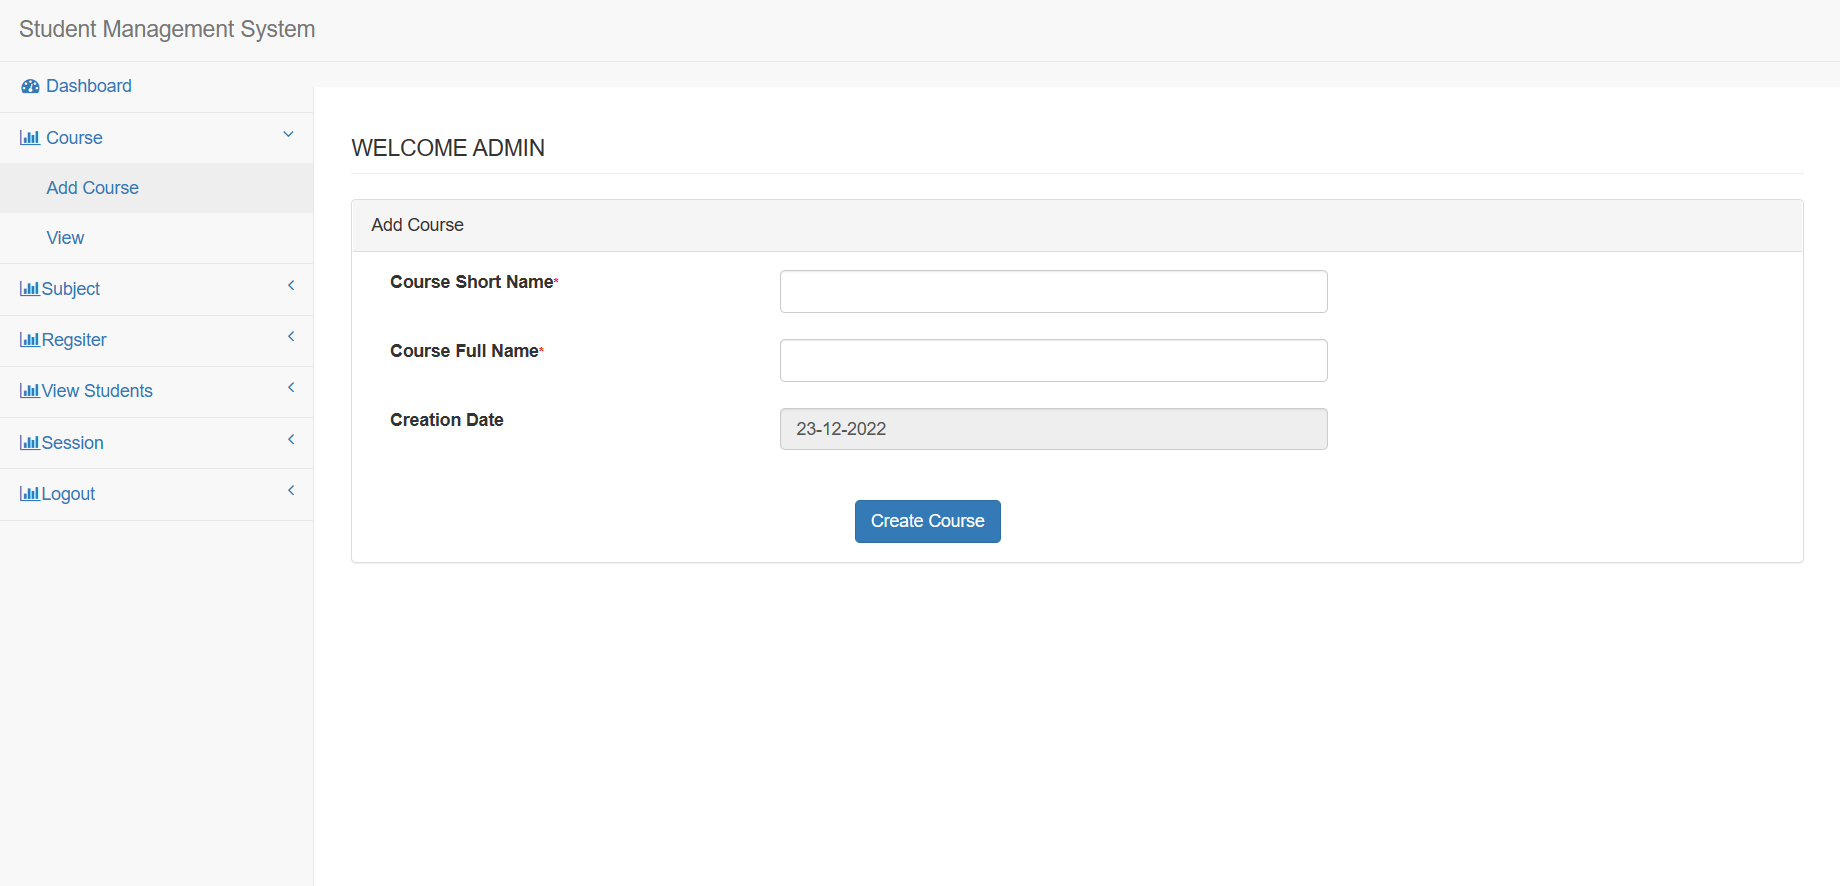 Student Management System
Dashboard
Course
Add Course
View
Subject
Regsiter
View Students
Session
Logout
WELCOME ADMIN
Add Course
Course Short Name*
Course Full Name*
Creation Date
23-12-2022
Create Course